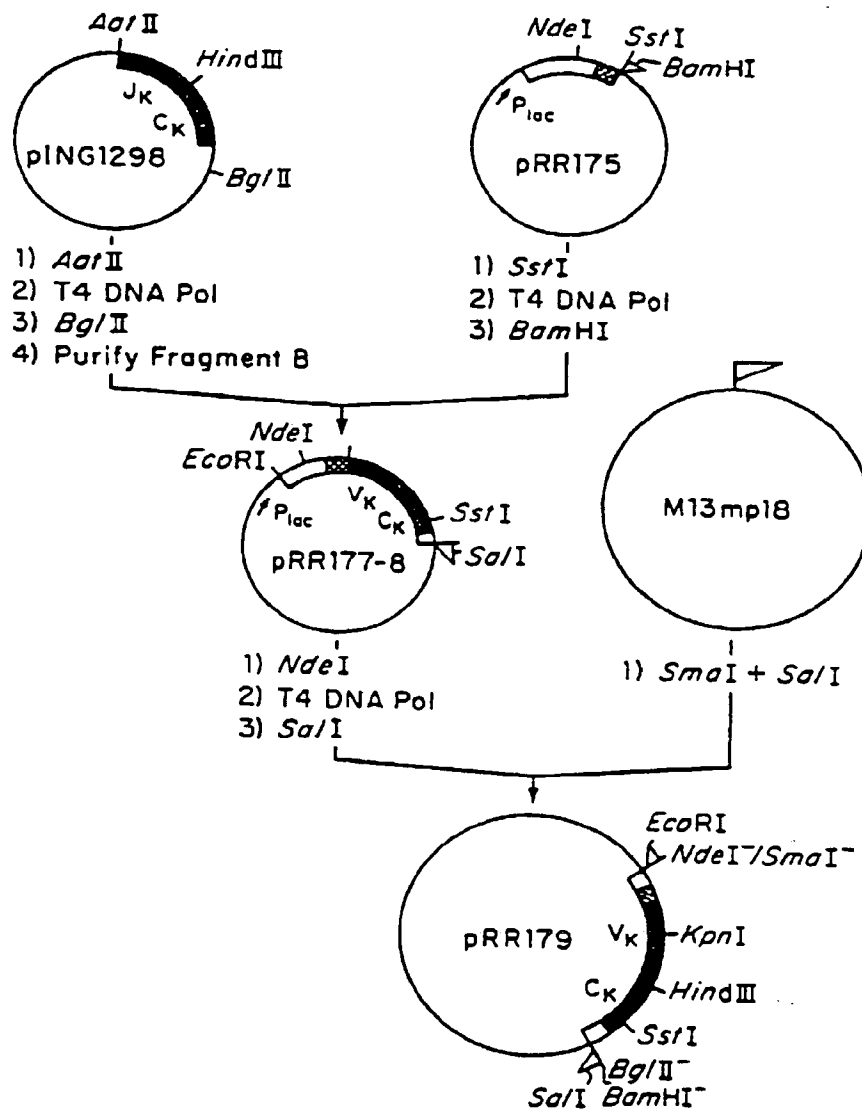 AatII
HindIII
JK
CK
pING1298
BglII
1) AatII
2) T4 DNA Pol
3) BglII
4) Purify Fragment 8
NdeI
SstI
BamHI
Plac
pRR175
1) SstI
2) T4 DNA Pol
3) BamHI
NdeI
EcoRI
Plac
VK
CK
SstI
SalI
pRR177-8
1) NdeI
2) T4 DNA Pol
3) SalI
M13mp18
1) SmaI + SalI
EcoRI
NdeI⁻/SmaI⁻
pRR179
VK
KpnI
CK
HindIII
SstI
BglII⁻
SalI BamHI⁻